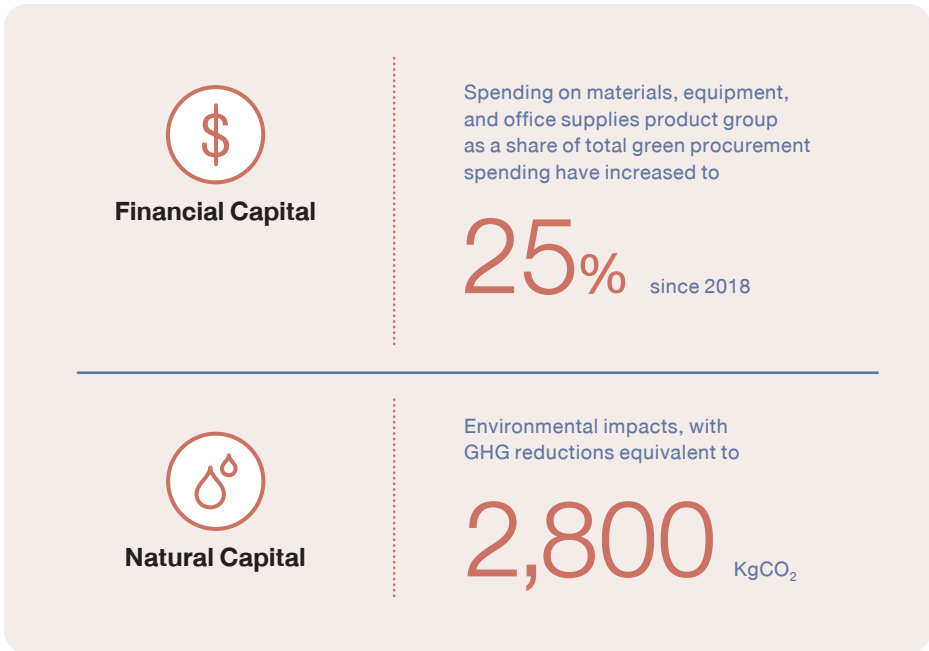 $
Financial Capital
Spending on materials, equipment,
and office supplies product group
as a share of total green procurement
spending have increased to
25% since 2018
Natural Capital
Environmental impacts, with
GHG reductions equivalent to
2,800 KgCO₂